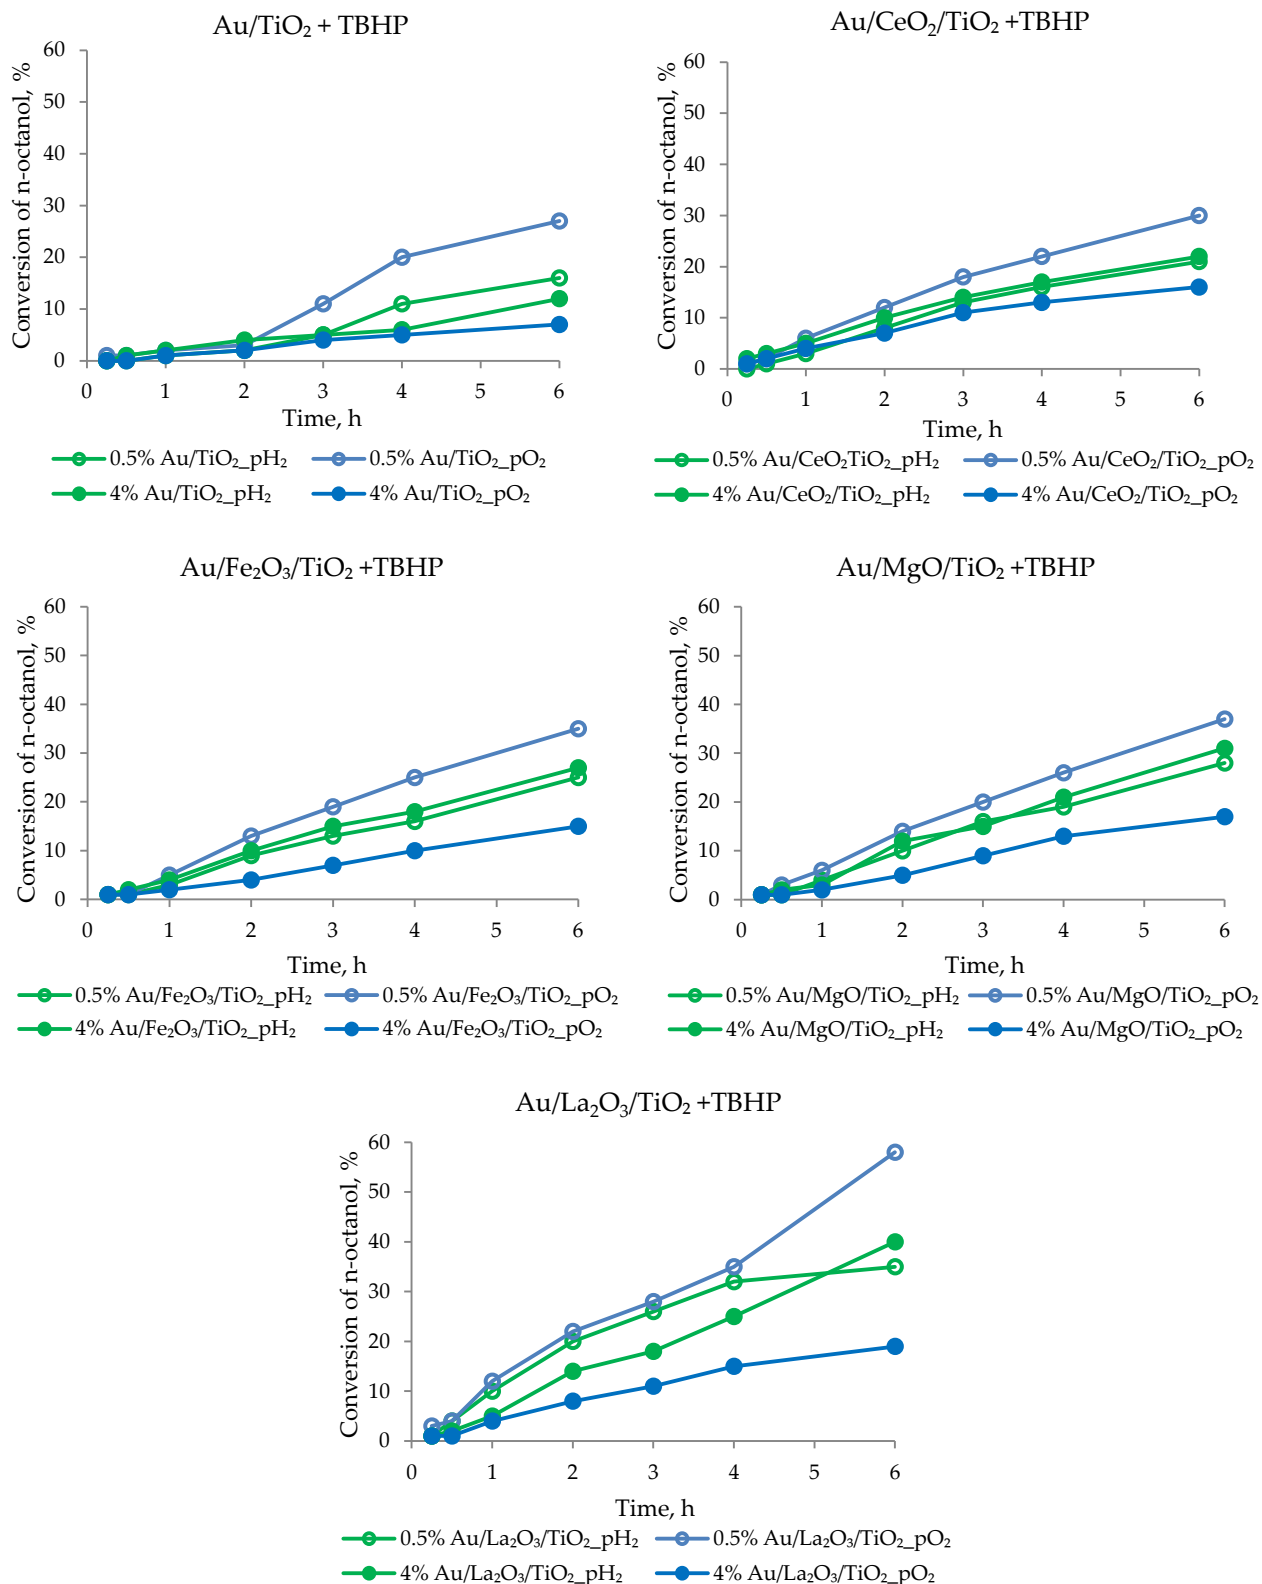 Au/TiO₂ + TBHP
Conversion of n-octanol, %
60
50
40
30
20
10
0
0 1 2 3 4 5 6
Time, h
0.5% Au/TiO₂_pH₂ 0.5% Au/TiO₂_pO₂
4% Au/TiO₂_pH₂ 4% Au/TiO₂_pO₂
Au/CeO₂/TiO₂ +TBHP
Conversion of n-octanol, %
60
50
40
30
20
10
0
0 1 2 3 4 5 6
Time, h
0.5% Au/CeO₂TiO₂_pH₂ 0.5% Au/CeO₂/TiO₂_pO₂
4% Au/CeO₂/TiO₂_pH₂ 4% Au/CeO₂/TiO₂_pO₂
Au/Fe₂O₃/TiO₂ +TBHP
Conversion of n-octanol, %
60
50
40
30
20
10
0
0 1 2 3 4 5 6
Time, h
0.5% Au/Fe₂O₃/TiO₂_pH₂ 0.5% Au/Fe₂O₃/TiO₂_pO₂
4% Au/Fe₂O₃/TiO₂_pH₂ 4% Au/Fe₂O₃/TiO₂_pO₂
Au/MgO/TiO₂ +TBHP
Conversion of n-octanol, %
60
50
40
30
20
10
0
0 1 2 3 4 5 6
Time, h
0.5% Au/MgO/TiO₂_pH₂ 0.5% Au/MgO/TiO₂_pO₂
4% Au/MgO/TiO₂_pH₂ 4% Au/MgO/TiO₂_pO₂
Au/La₂O₃/TiO₂ +TBHP
Conversion of n-octanol, %
60
50
40
30
20
10
0
0 1 2 3 4 5 6
Time, h
0.5% Au/La₂O₃/TiO₂_pH₂ 0.5% Au/La₂O₃/TiO₂_pO₂
4% Au/La₂O₃/TiO₂_pH₂ 4% Au/La₂O₃/TiO₂_pO₂